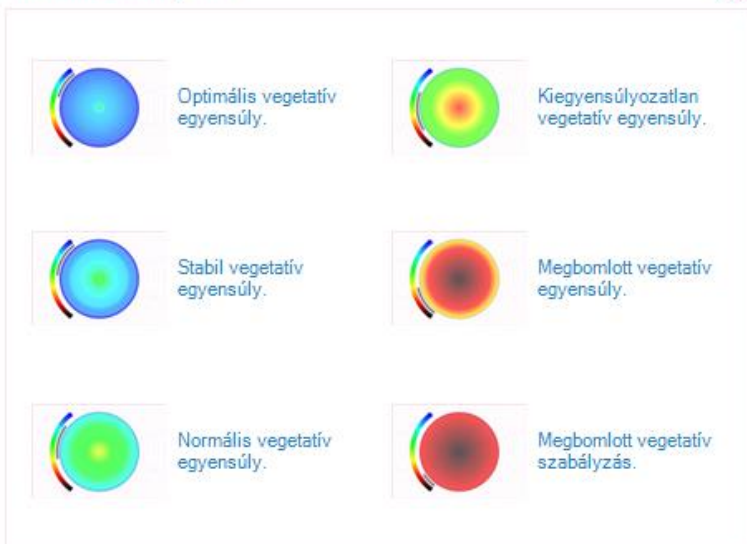 Optimális vegetatív
egyensúly.
Stabil vegetatív
egyensúly.
Normális vegetatív
egyensúly.
Kiegyensúlyozatlan
vegetatív egyensúly.
Megbomlott vegetatív
egyensúly.
Megbomlott vegetatív
szabályzás.